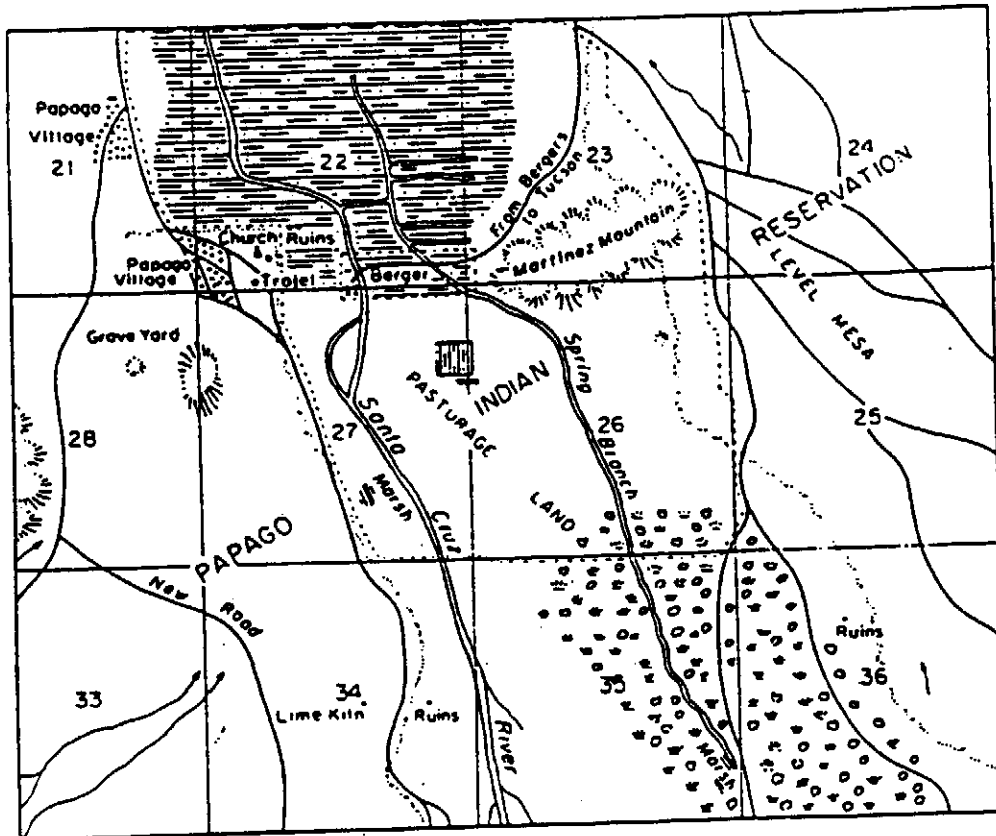 Papago
Village
21
22
23
24
From Bergers
to Tucson
RESERVATION
Church Ruins
&
Trajel
Papago
Village
Berger
Martinez Mountain
LEVEL
MESA
Grave Yard
Spring
Branch
INDIAN
PASTURAGE
Santa
Cruz
River
28
27
26
25
Marsh
LAND
PAPAGO
New
Road
Ruins
33
34
35
36
Lime Kiln
Ruins
Marsh